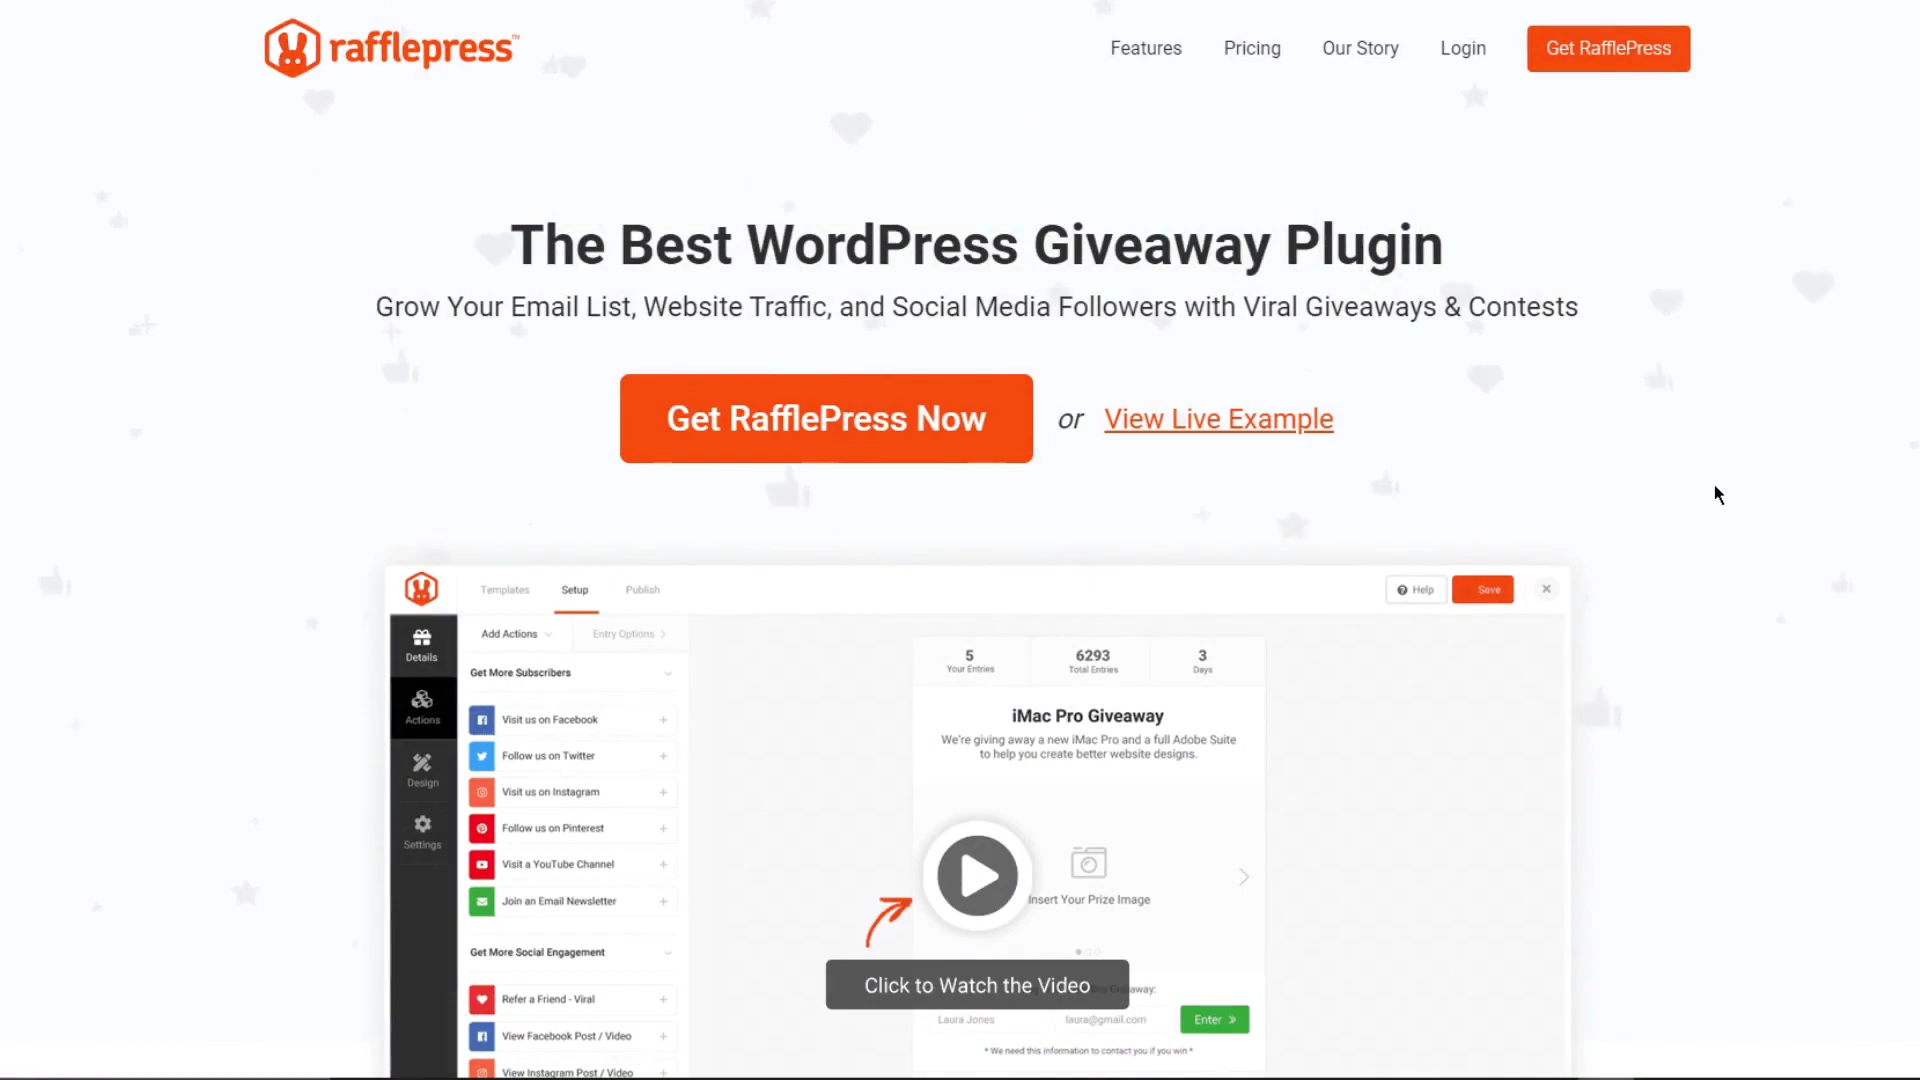 rafflepress™
Features
Pricing
Our Story
Login
Get RafflePress
The Best WordPress Giveaway Plugin
Grow Your Email List, Website Traffic, and Social Media Followers with Viral Giveaways & Contests
Get RafflePress Now
or
View Live Example
Templates
Setup
Publish
Help
Save
Details
Actions
Design
Settings
Add Actions
Entry Options
Get More Subscribers
Visit us on Facebook
Follow us on Twitter
Visit us on Instagram
Follow us on Pinterest
Visit a YouTube Channel
Join an Email Newsletter
Get More Social Engagement
Refer a Friend - Viral
View Facebook Post / Video
View Instagram Post / Video
5
Your Entries
6293
Total Entries
3
Days
iMac Pro Giveaway
We're giving away a new iMac Pro and a full Adobe Suite
to help you create better website designs.
Insert Your Prize Image
Click to Watch the Video
Laura Jones
laura@gmail.com
Enter »
* We need this information to contact you if you win *